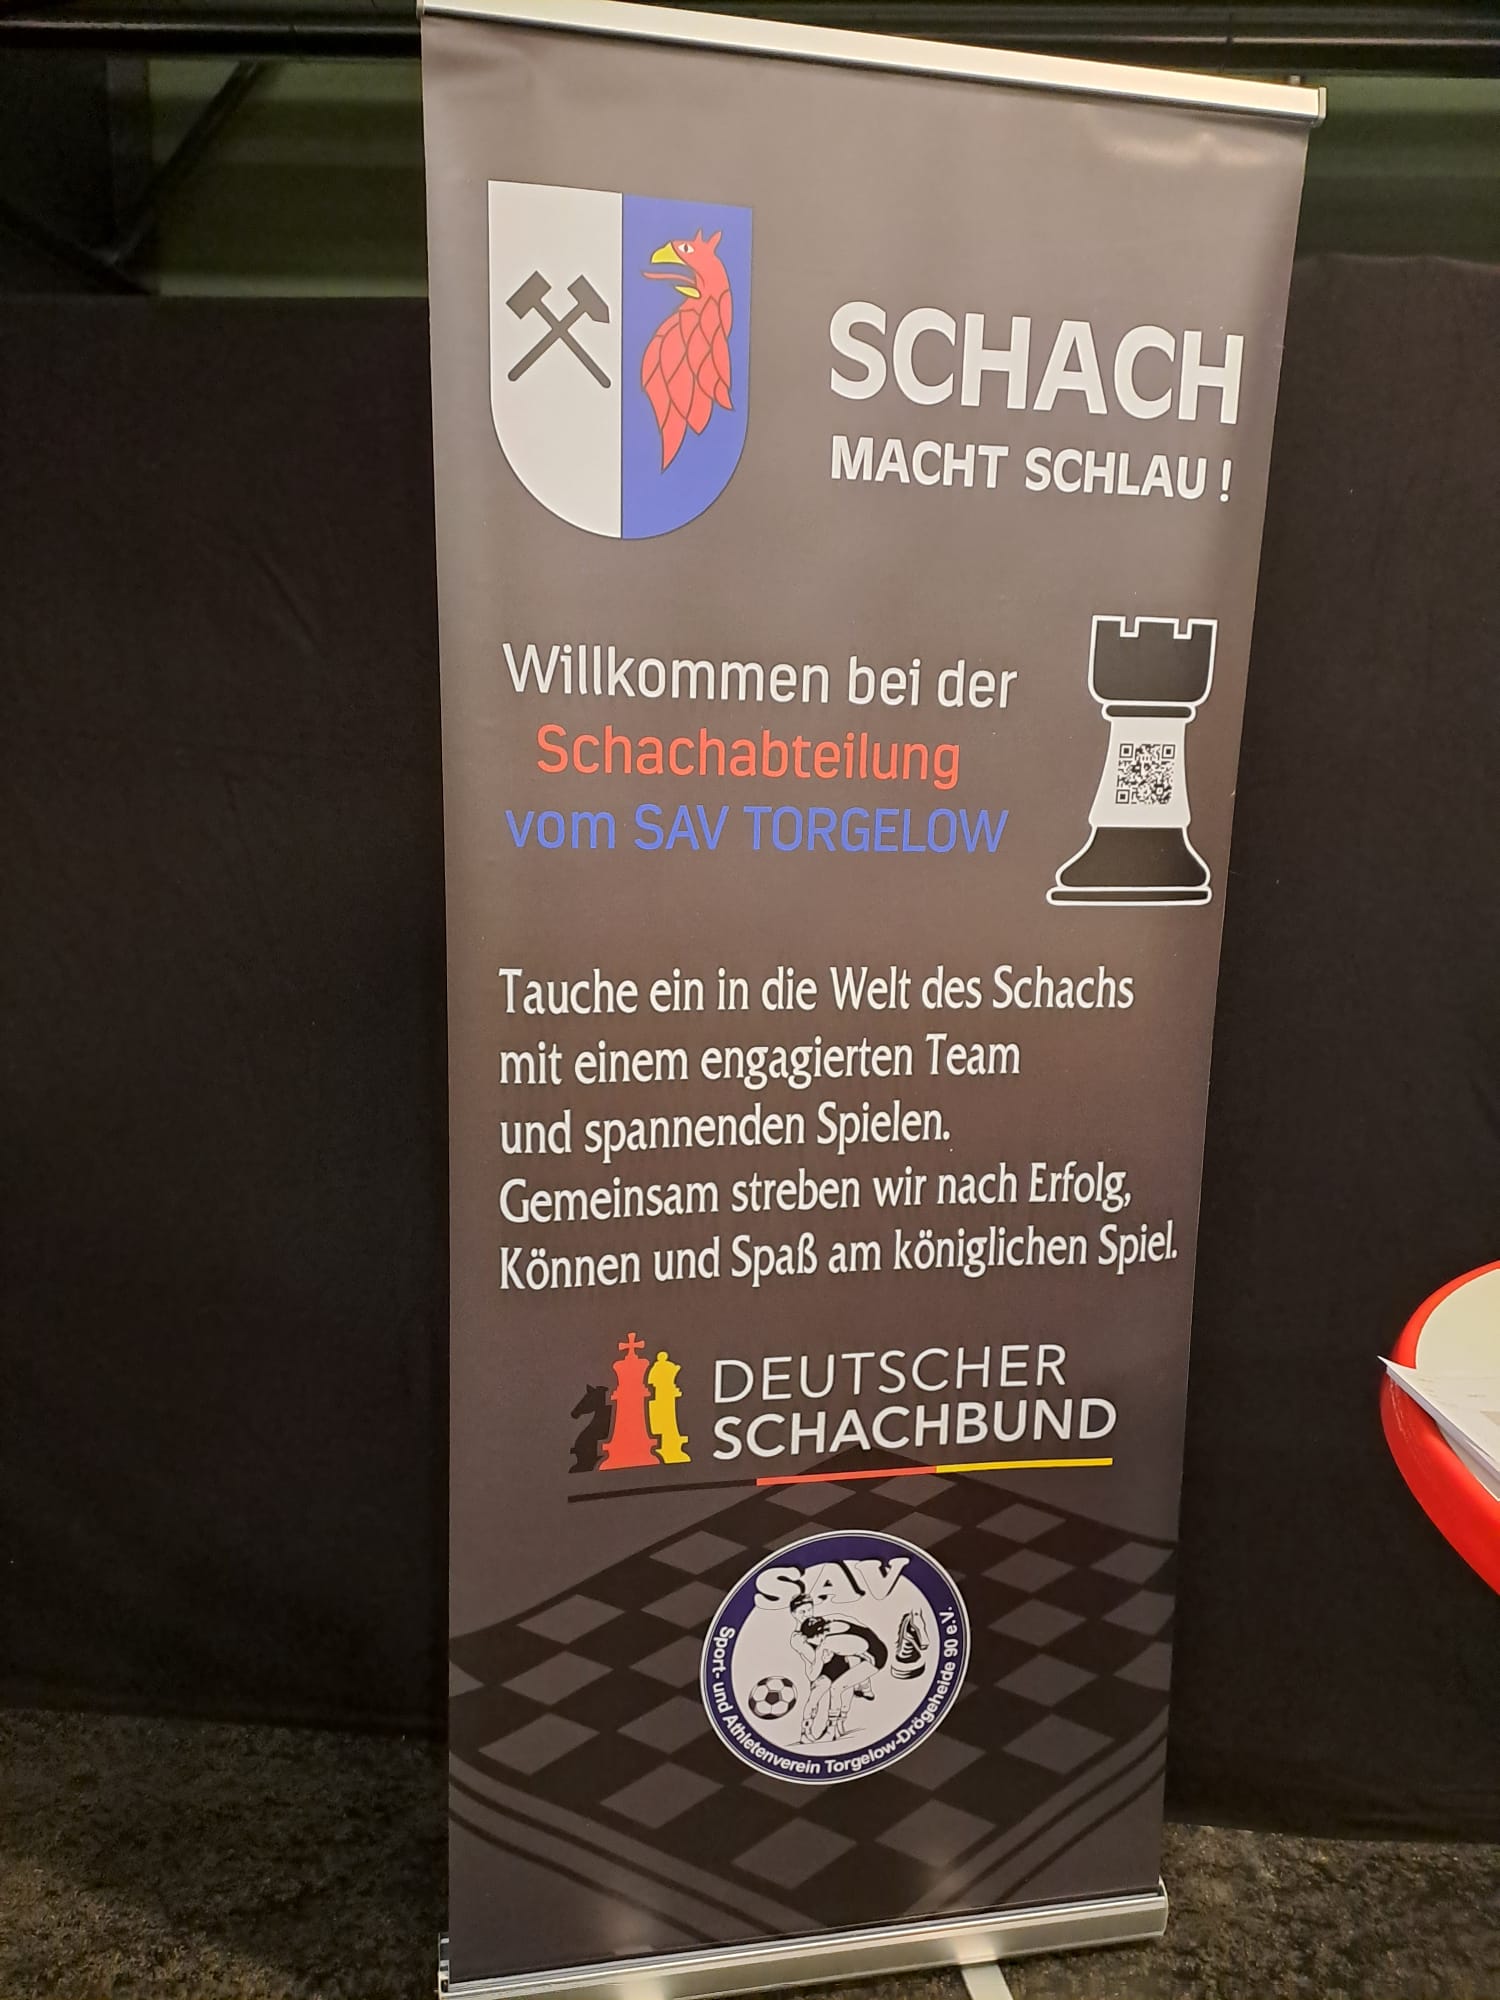 SCHACH
MACHT SCHLAU !
Willkommen bei der
Schachabteilung
vom SAV TORGELOW
Tauche ein in die Welt des Schachs
mit einem engagierten Team
und spannenden Spielen.
Gemeinsam streben wir nach Erfolg,
Können und Spaß am königlichen Spiel.
DEUTSCHER
SCHACHBUND
SAV
Sport- und Athletenverein Torgelow-Drögeheide 90 e.V.